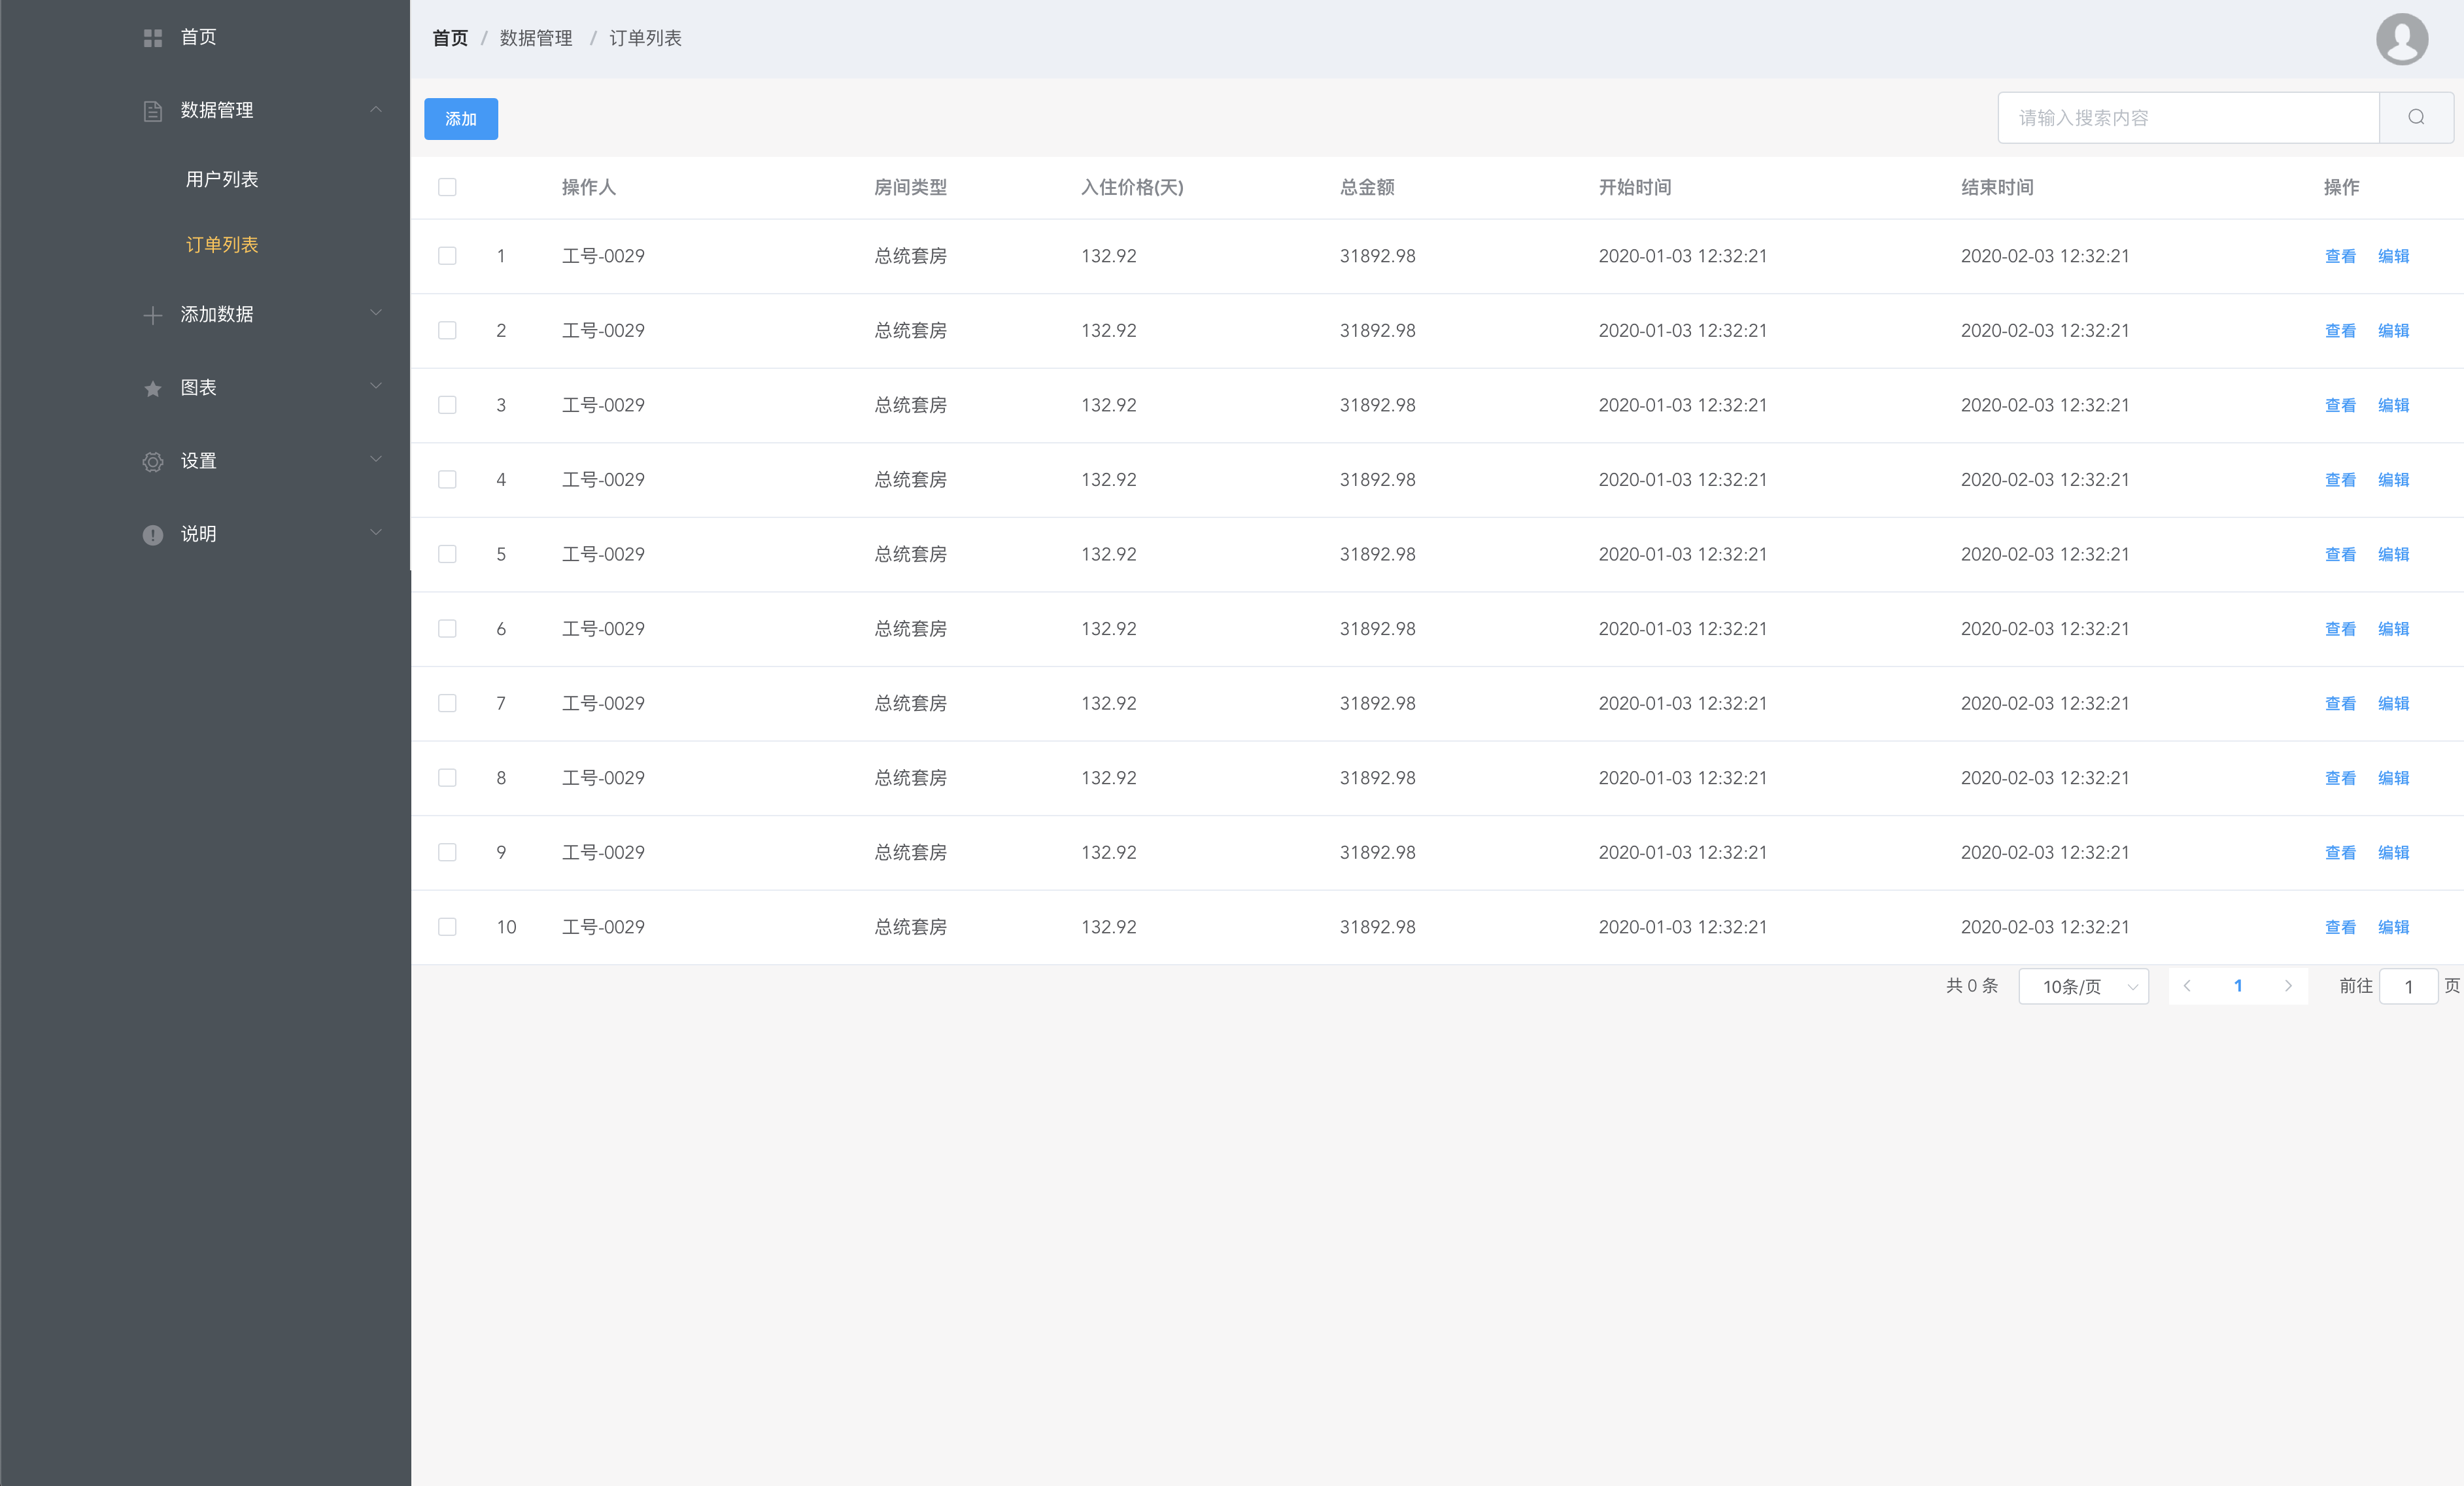 首页
数据管理
用户列表
订单列表
添加数据
图表
设置
说明
首页 / 数据管理 / 订单列表
添加 请输入搜索内容
操作人 房间类型 入住价格(天) 总金额 开始时间 结束时间 操作
1 工号-0029 总统套房 132.92 31892.98 2020-01-03 12:32:21 2020-02-03 12:32:21 查看 编辑
2 工号-0029 总统套房 132.92 31892.98 2020-01-03 12:32:21 2020-02-03 12:32:21 查看 编辑
3 工号-0029 总统套房 132.92 31892.98 2020-01-03 12:32:21 2020-02-03 12:32:21 查看 编辑
4 工号-0029 总统套房 132.92 31892.98 2020-01-03 12:32:21 2020-02-03 12:32:21 查看 编辑
5 工号-0029 总统套房 132.92 31892.98 2020-01-03 12:32:21 2020-02-03 12:32:21 查看 编辑
6 工号-0029 总统套房 132.92 31892.98 2020-01-03 12:32:21 2020-02-03 12:32:21 查看 编辑
7 工号-0029 总统套房 132.92 31892.98 2020-01-03 12:32:21 2020-02-03 12:32:21 查看 编辑
8 工号-0029 总统套房 132.92 31892.98 2020-01-03 12:32:21 2020-02-03 12:32:21 查看 编辑
9 工号-0029 总统套房 132.92 31892.98 2020-01-03 12:32:21 2020-02-03 12:32:21 查看 编辑
10 工号-0029 总统套房 132.92 31892.98 2020-01-03 12:32:21 2020-02-03 12:32:21 查看 编辑
共 0 条 10条/页 1 前往 1 页